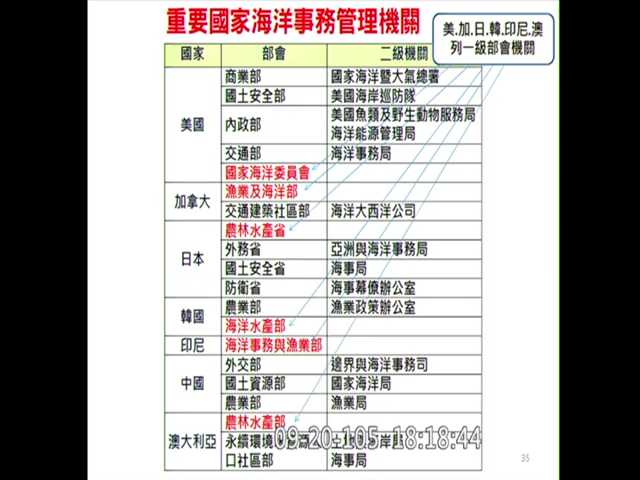 重要國家海洋事務管理機關
美.加.日.韓.印尼.澳
列一級部會機關
國家 部會 二級機關
美國
商業部 國家海洋暨大氣總署
國土安全部 美國海岸巡防隊
內政部 美國魚類及野生動物服務局
海洋能源管理局
交通部 海洋事務局
國家海洋委員會
加拿大
漁業及海洋部
交通建築社區部 海洋大西洋公司
日本
農林水產省
外務省 亞洲與海洋事務局
國土安全省 海事局
防衛省 海事幕僚辦公室
韓國
農業部 漁業政策辦公室
海洋水產部
印尼 海洋事務與漁業部
中國
外交部 邊界與海洋事務司
國土資源部 國家海洋局
農業部 漁業局
澳大利亞
農林水產部
永續環境
口社區部 海事局
09-20-105 18:18:44
35